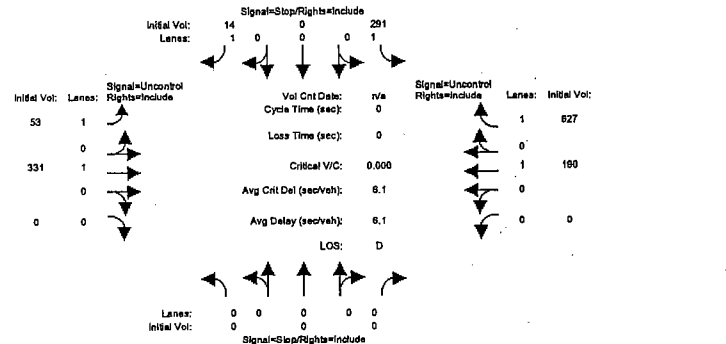 Signal=Stop/Rights=Include
Initial Vol: 14 0 291
Lanes: 1 0 0 0 1
Initial Vol: Lanes: Signal=Uncontrol Rights=Include
Vol Cnt Date: n/a
Signal=Uncontrol Rights=Include Lanes: Initial Vol:
Cycle Time (sec): 0
53 1 1 627
Loss Time (sec): 0
0 0
331 1 Critical V/C: 0.000 1 190
0 Avg Crit Del (sec/veh): 6.1 0
0 0 Avg Delay (sec/veh): 6.1 0 0
LOS: D
Lanes: 0 0 0 0 0
Initial Vol: 0 0 0
Signal=Stop/Rights=Include